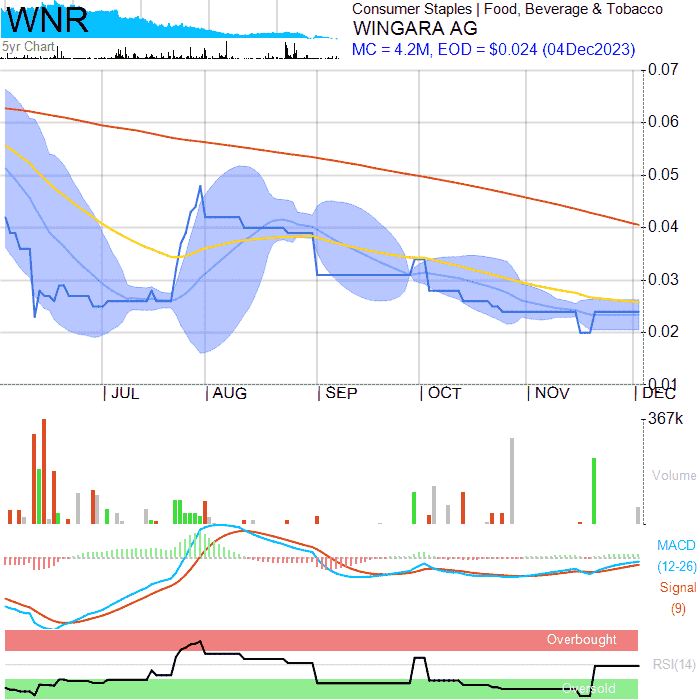 WNR
5yr Chart
Consumer Staples | Food, Beverage & Tobacco
WINGARA AG
MC = 4.2M, EOD = $0.024 (04Dec2023)
0.07
0.06
0.05
0.04
0.03
0.02
0.01
JUL
AUG
SEP
OCT
NOV
DEC
367k
Volume
MACD
(12-26)
Signal
(9)
Overbought
RSI(14)
Oversold